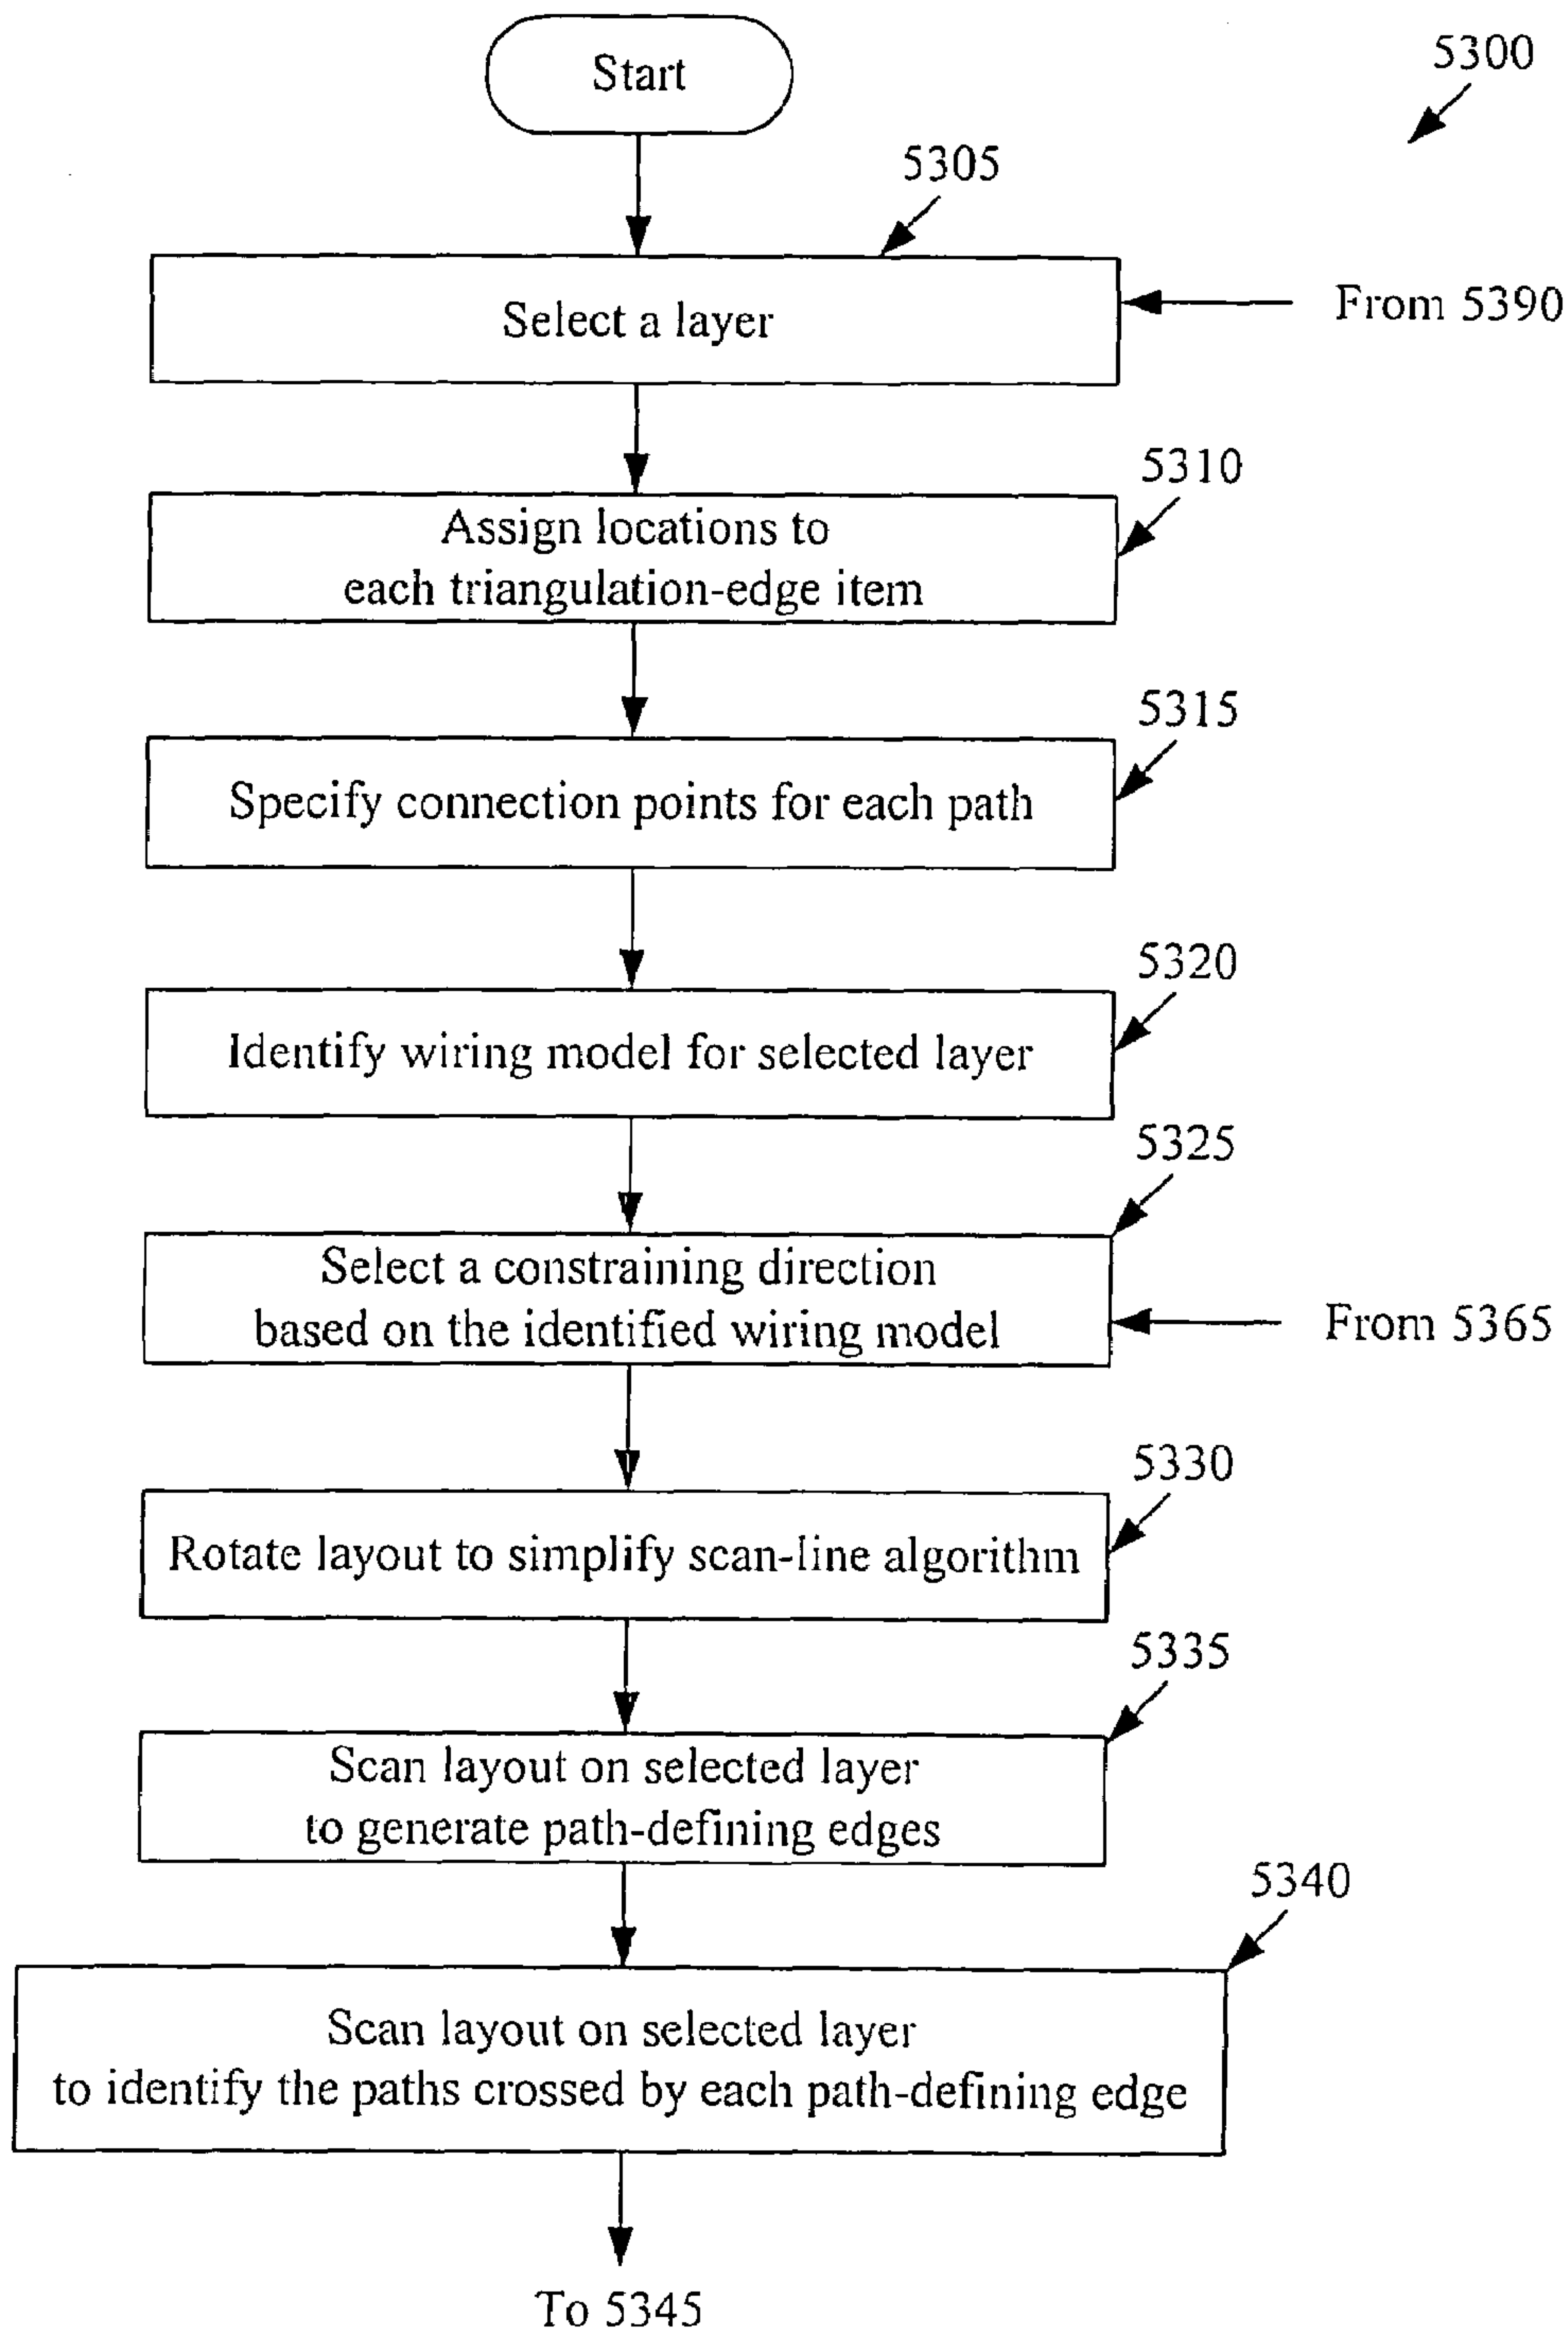 Start
5300
5305
Select a layer
From 5390
5310
Assign locations to
each triangulation-edge item
5315
Specify connection points for each path
5320
Identify wiring model for selected layer
5325
Select a constraining direction
based on the identified wiring model
From 5365
5330
Rotate layout to simplify scan-line algorithm
5335
Scan layout on selected layer
to generate path-defining edges
5340
Scan layout on selected layer
to identify the paths crossed by each path-defining edge
To 5345